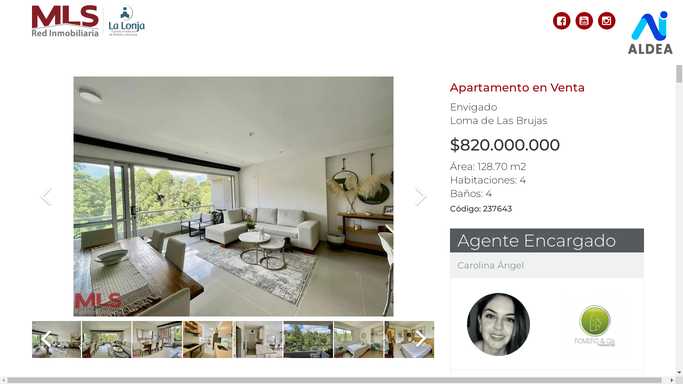 MLS
Red Inmobiliaria
La Lonja
ALDEA
Apartamento en Venta
Envigado
Loma de Las Brujas
$820.000.000
Área: 128.70 m2
Habitaciones: 4
Baños: 4
Código: 237643
Agente Encargado
Carolina Ángel
MLS